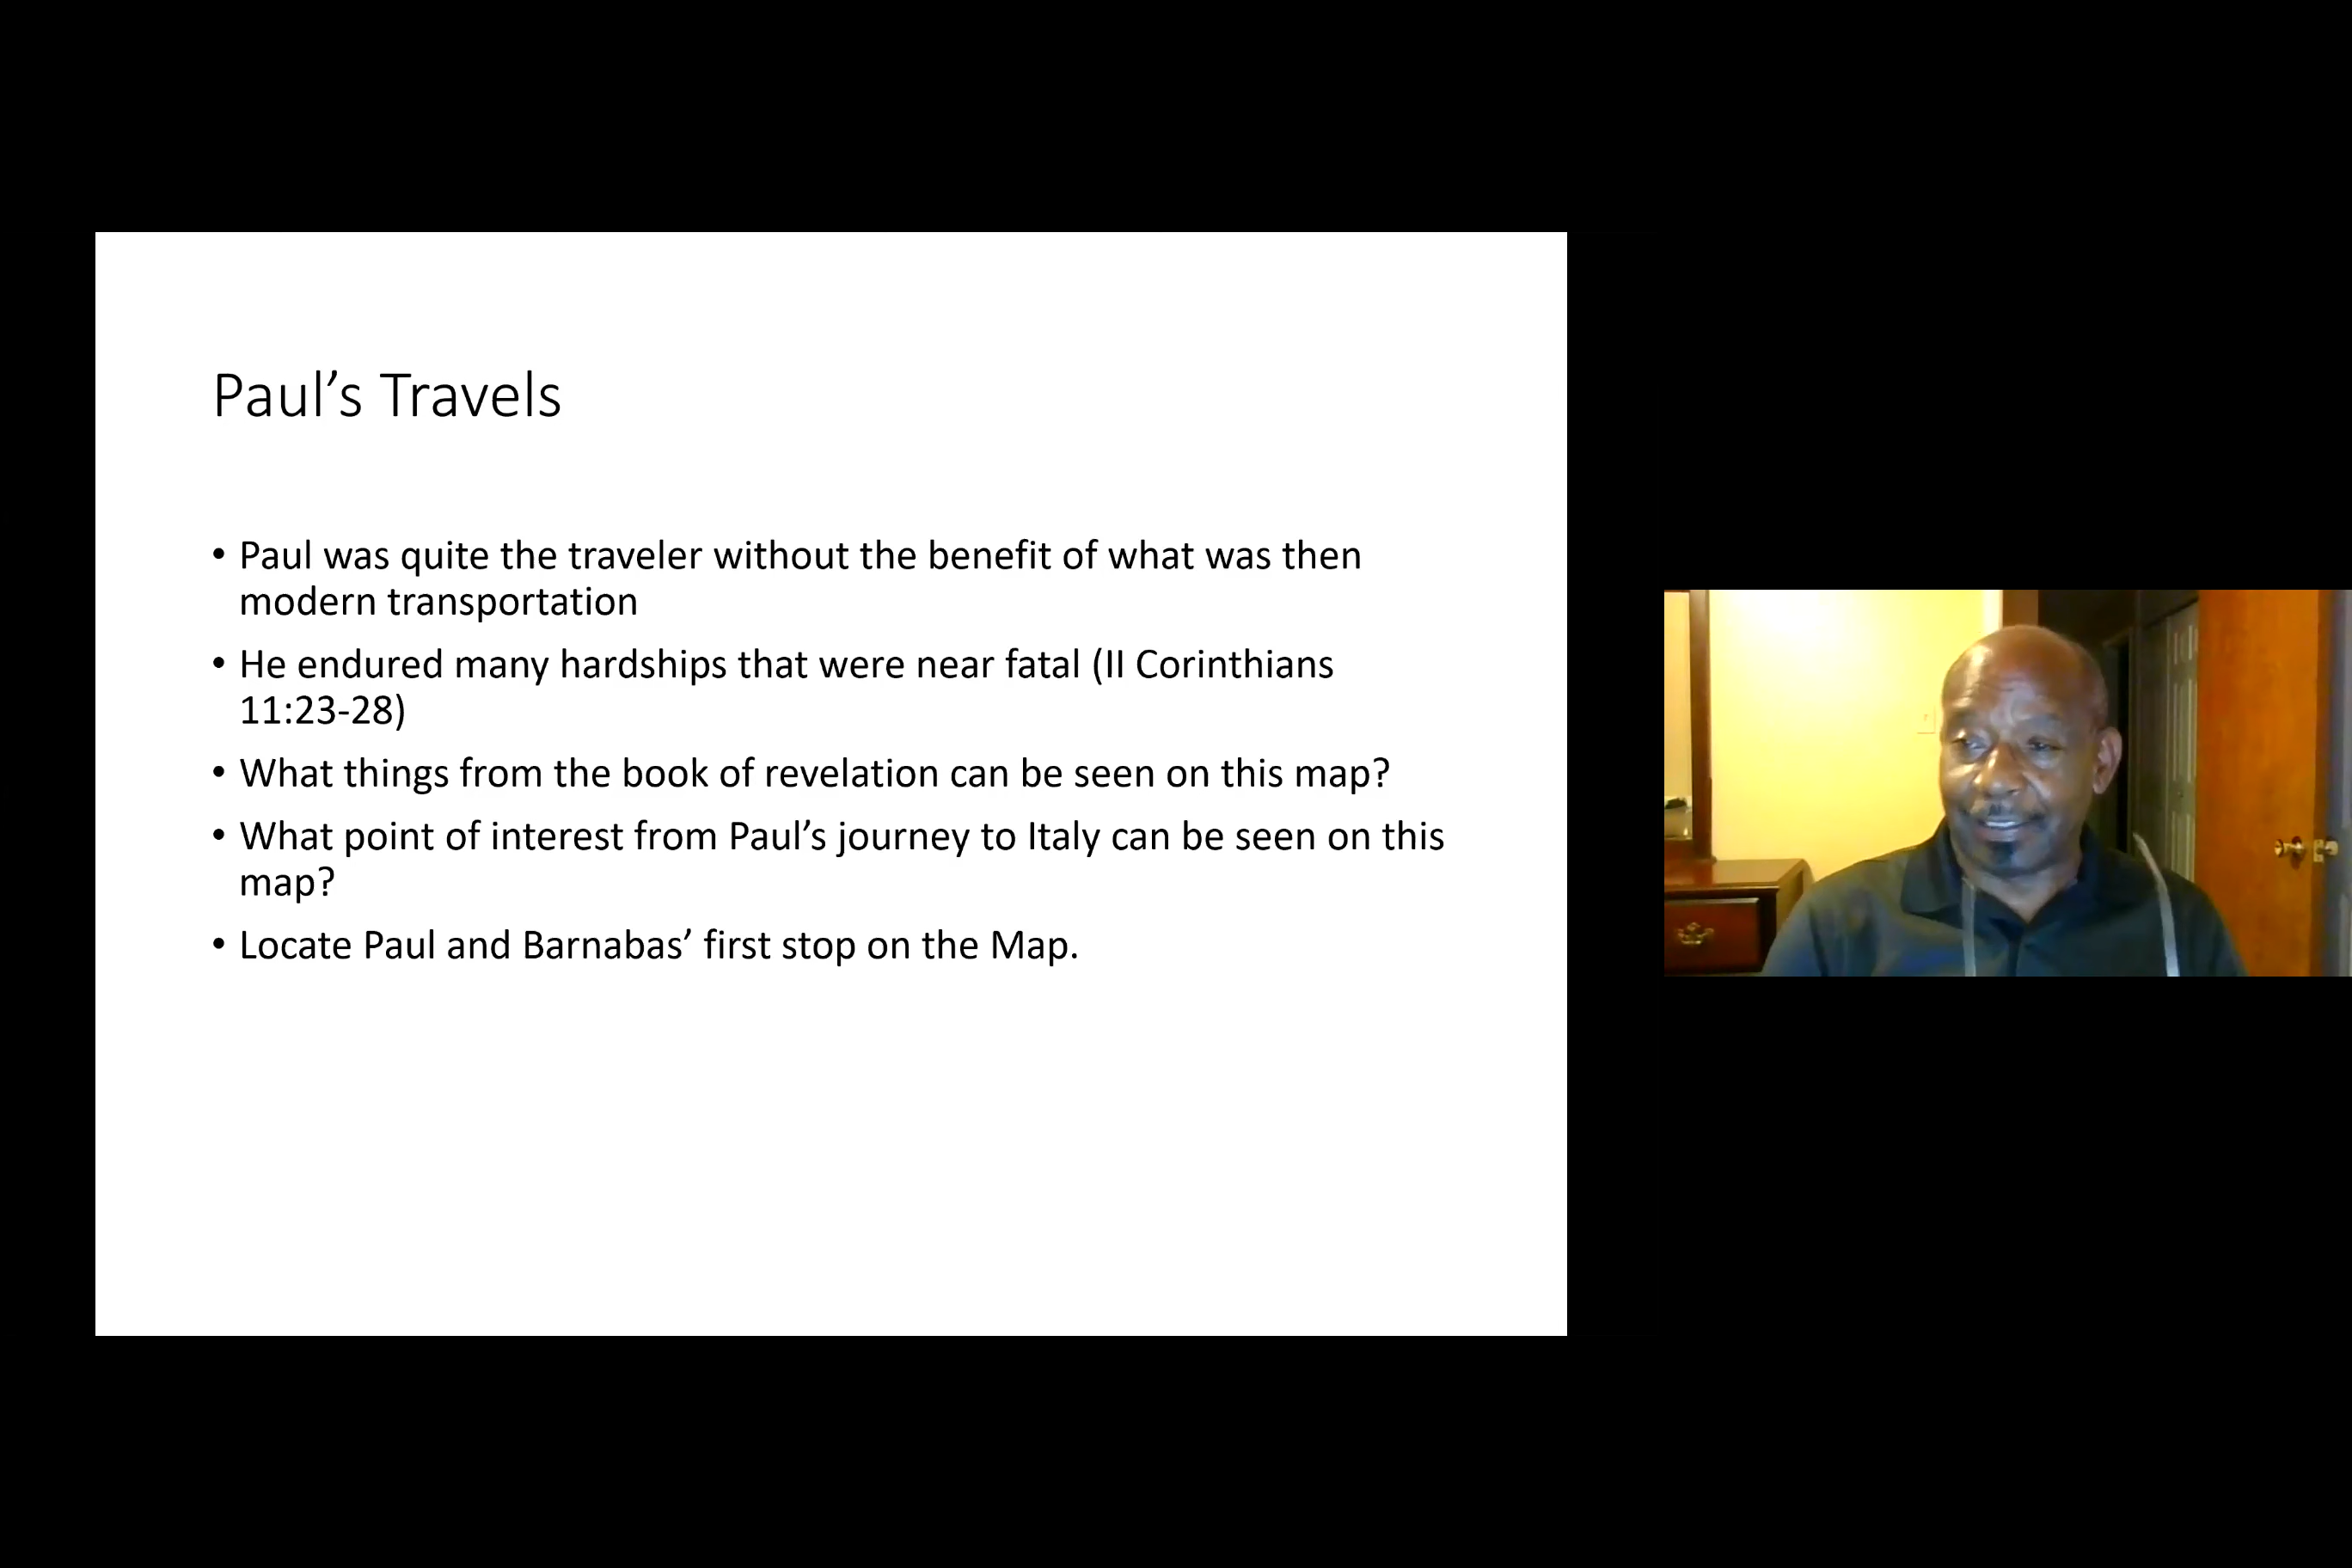 Paul’s Travels
• Paul was quite the traveler without the benefit of what was then
modern transportation
• He endured many hardships that were near fatal (II Corinthians
11:23-28)
• What things from the book of revelation can be seen on this map?
• What point of interest from Paul’s journey to Italy can be seen on this
map?
• Locate Paul and Barnabas’ first stop on the Map.